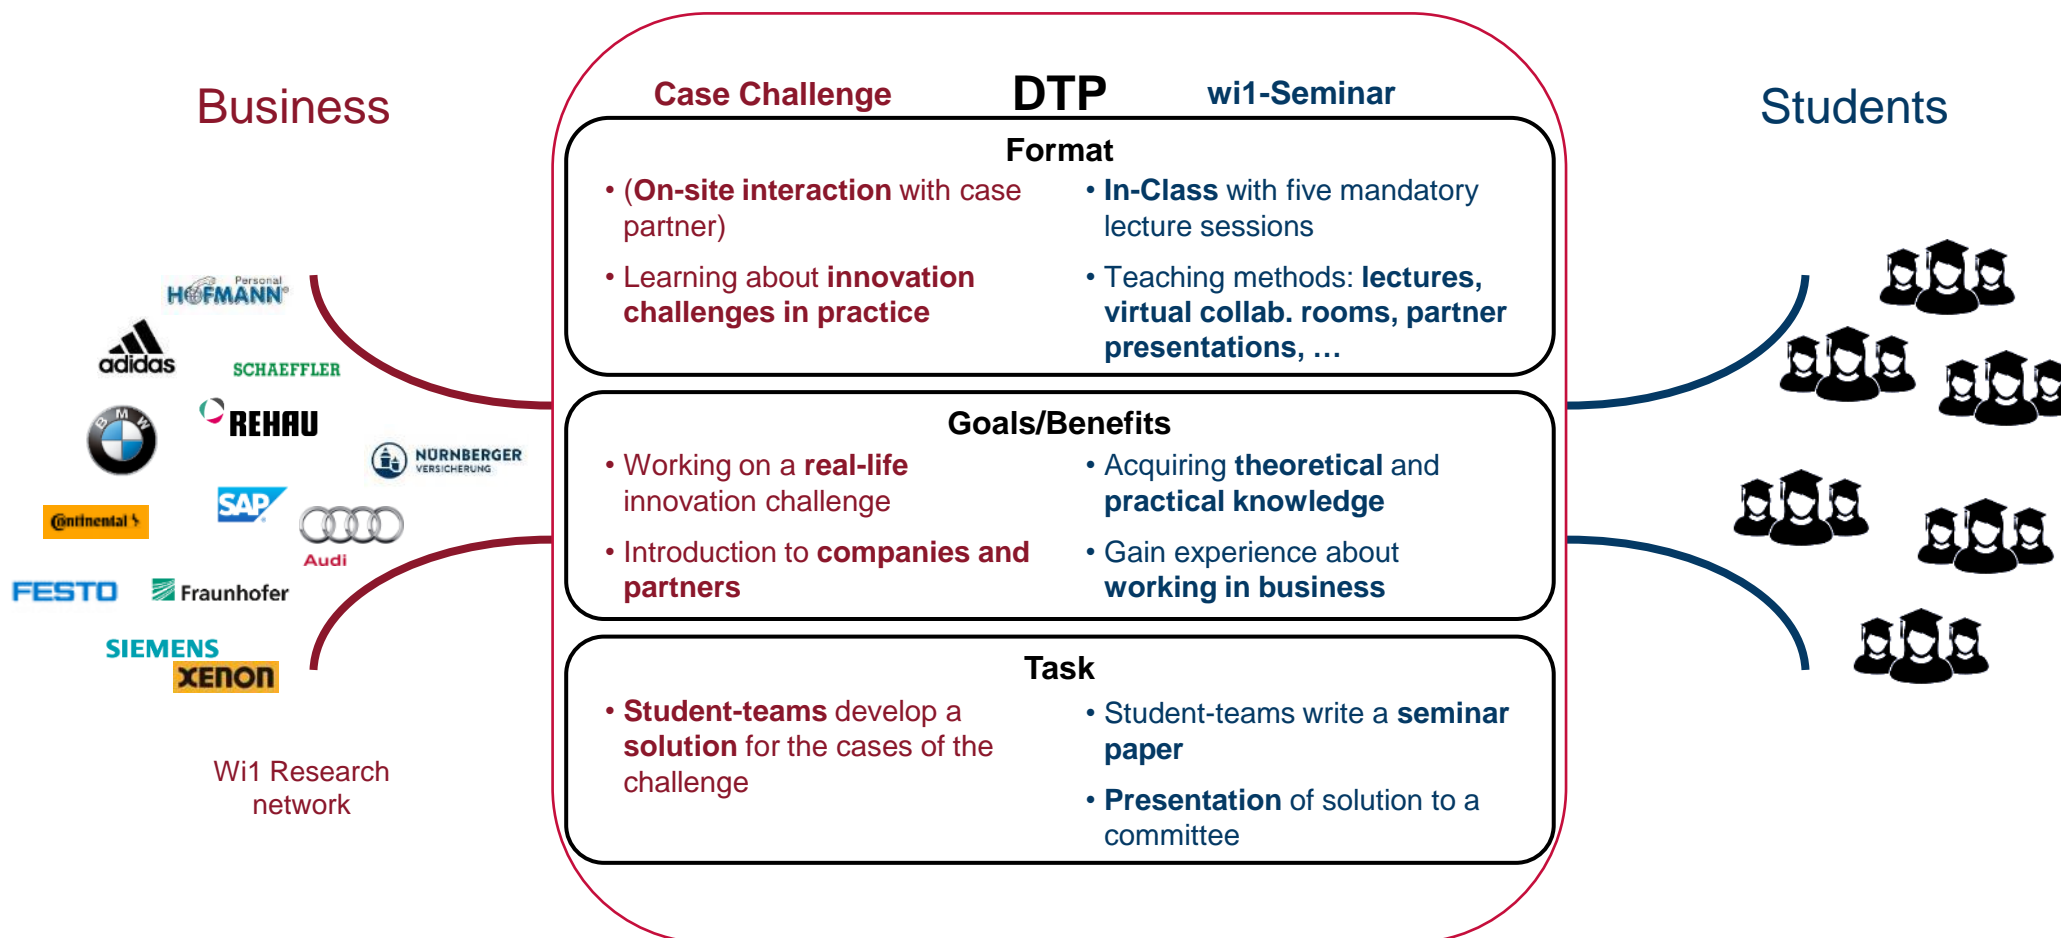 Business
Case Challenge
DTP
wi1-Seminar
Students
Format
• (On-site interaction with case
partner)
• Learning about innovation
challenges in practice
• In-Class with five mandatory
lecture sessions
• Teaching methods: lectures,
virtual collab. rooms, partner
presentations, …
Goals/Benefits
• Working on a real-life
innovation challenge
• Introduction to companies and
partners
• Acquiring theoretical and
practical knowledge
• Gain experience about
working in business
Task
• Student-teams develop a
solution for the cases of the
challenge
• Student-teams write a seminar
paper
• Presentation of solution to a
committee
Personal
HOFMANN
adidas
SCHAEFFLER
BMW
REHAU
NÜRNBERGER
VERSICHERUNG
SAP
Continental
Audi
FESTO
Fraunhofer
SIEMENS
XENON
Wi1 Research
network